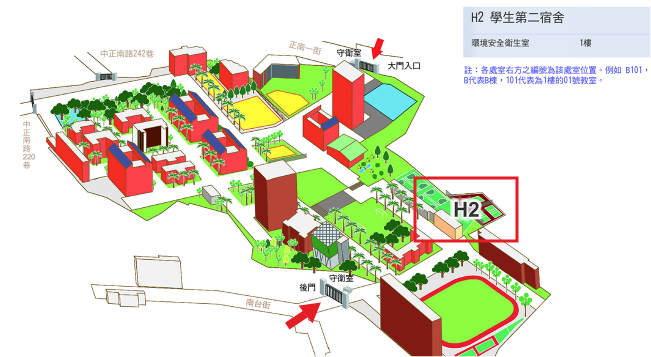 H2 學生第二宿舍
環境安全衛生室 1樓
註：各處室右方之編號為該處室位置，例如 B101，
B代表B棟，101代表為1樓的01號教室。
中正南路242巷
正南一街
守衛室
大門入口
中正南路220巷
H2
守衛室
後門
南台街